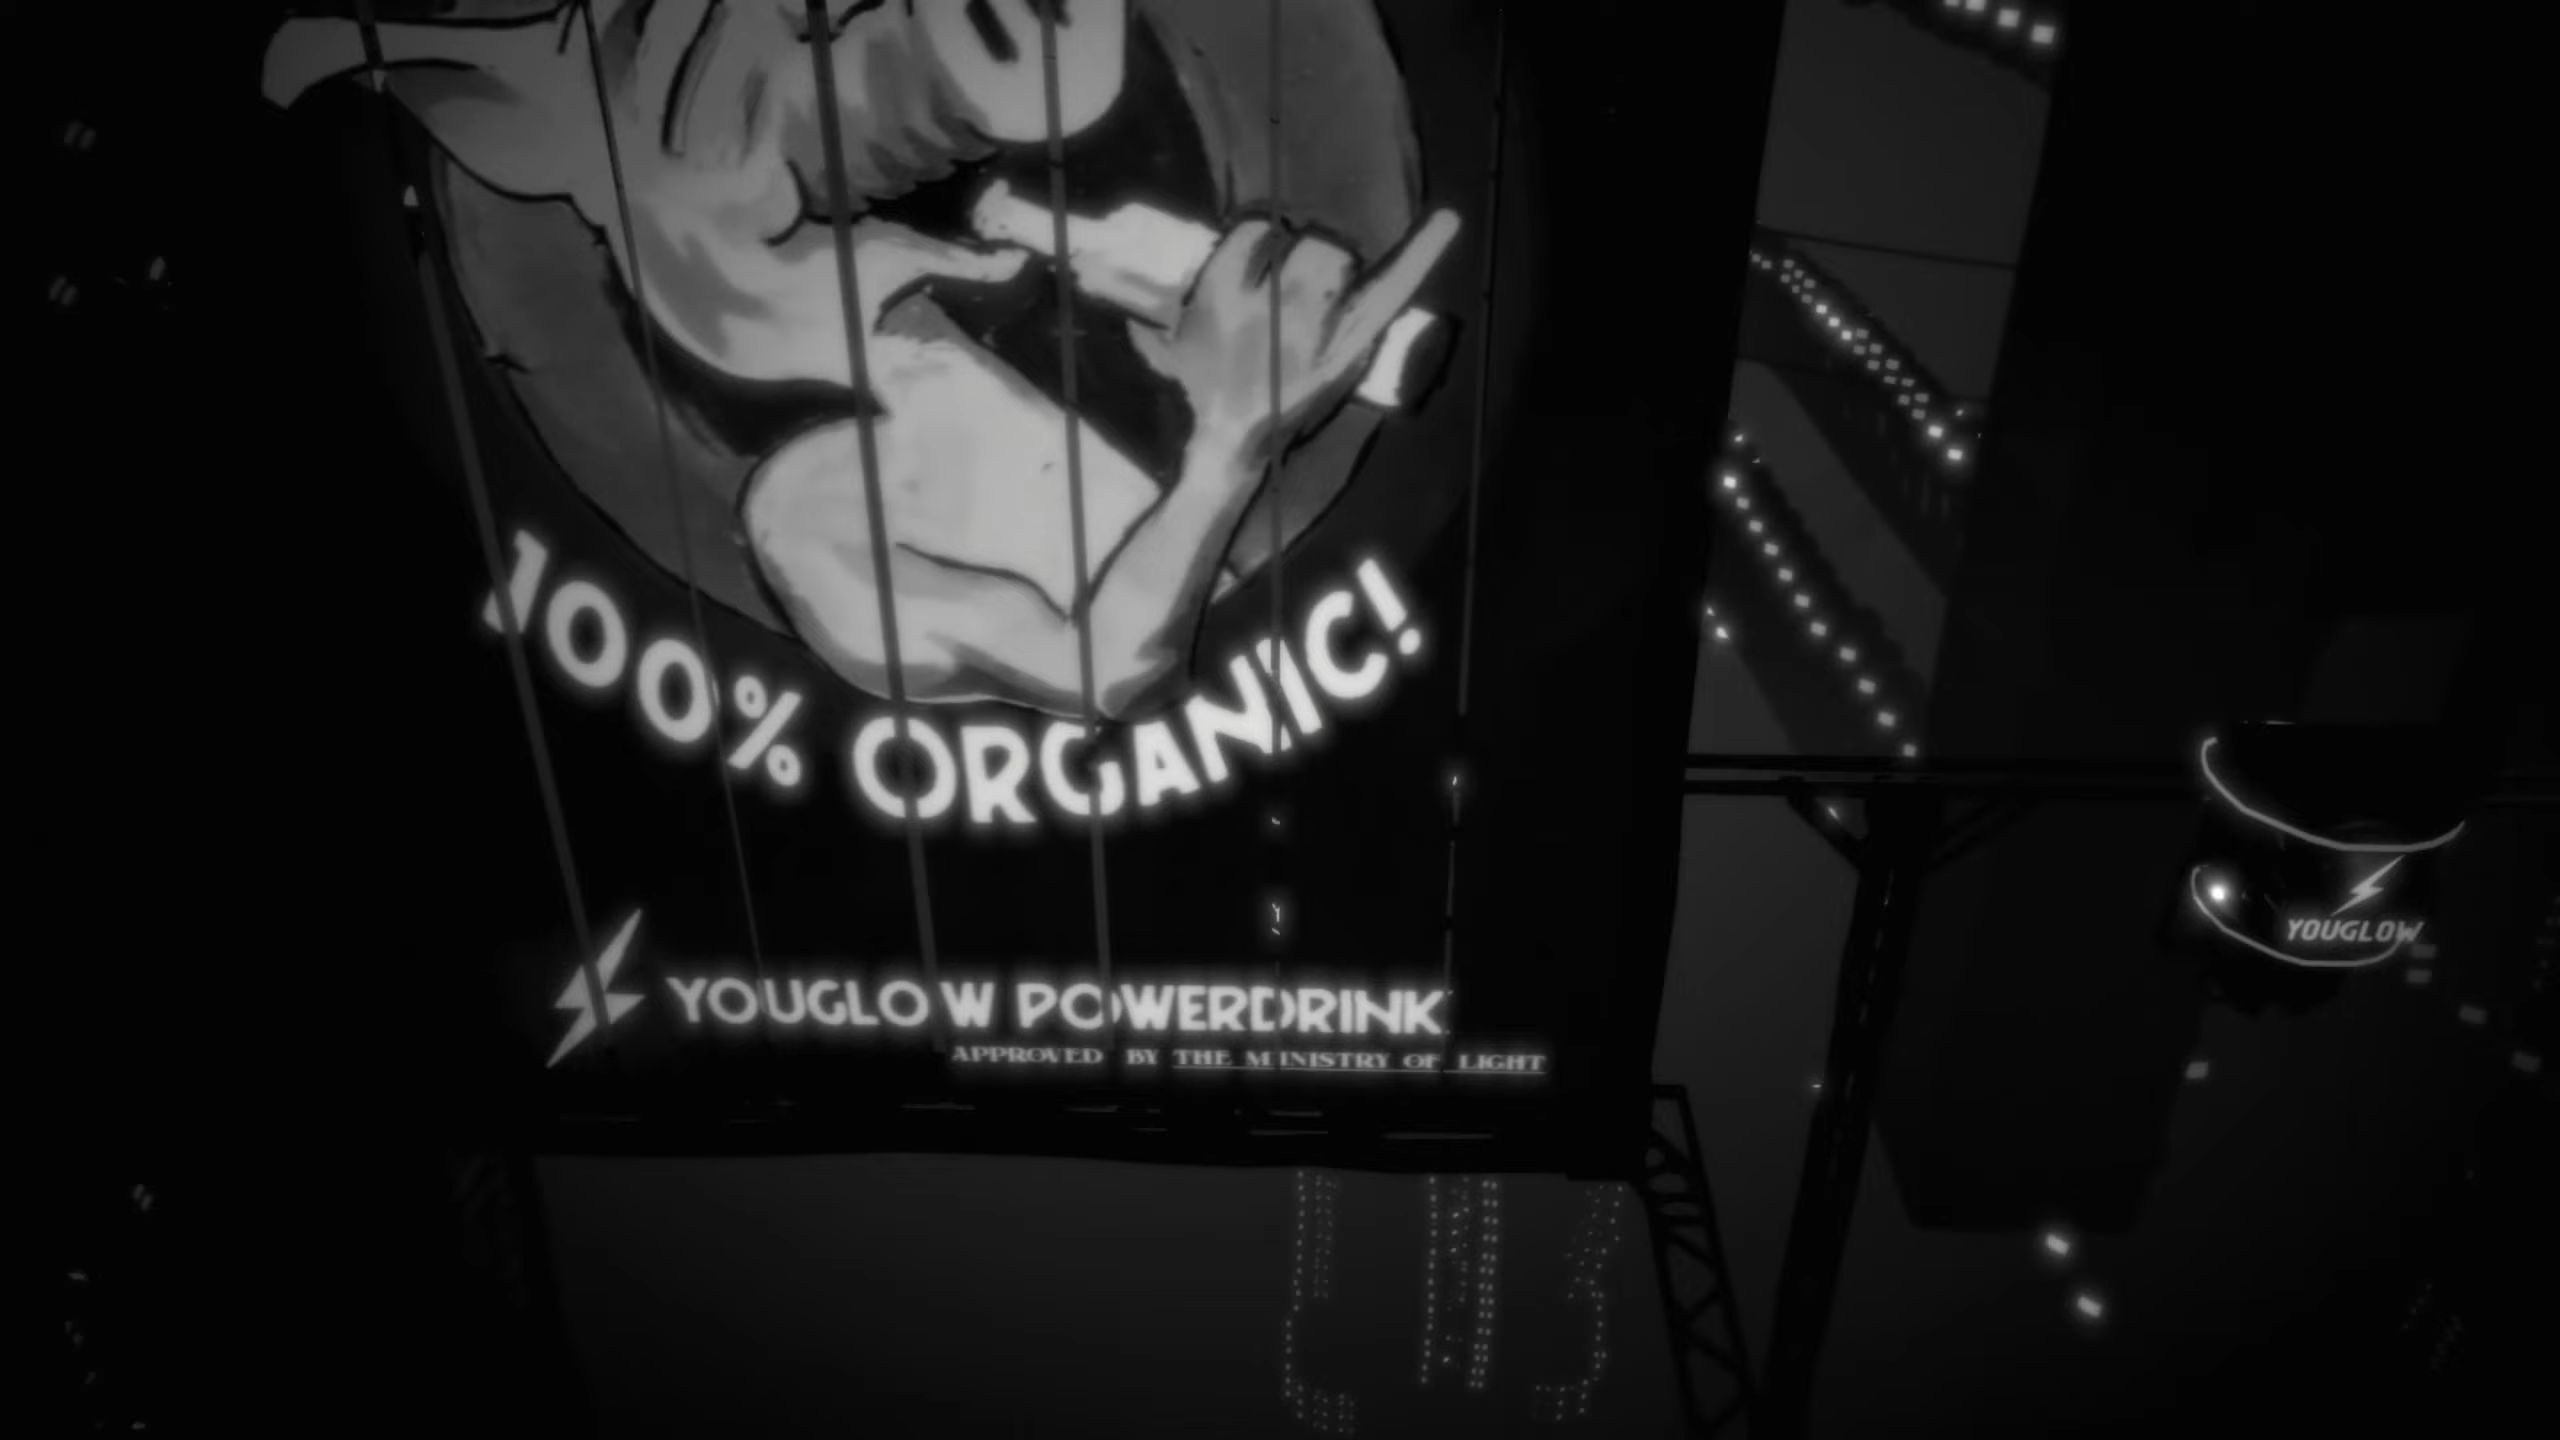 100% ORGANIC!
YOUGLOW POWERDRINK
APPROVED BY THE MINISTRY OF LIGHT
YOUGLOW